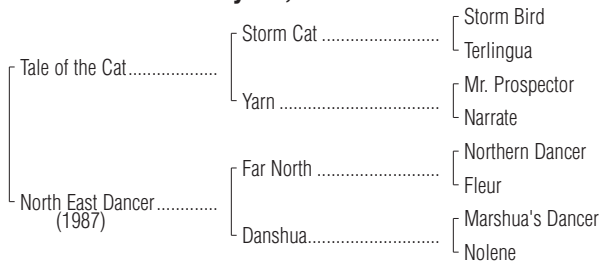 Storm Bird
Storm Cat ........................
Terlingua
Tale of the Cat..................
Mr. Prospector
Yarn ................................
Narrate
Northern Dancer
Far North .........................
Fleur
North East Dancer............
(1987)
Marshua's Dancer
Danshua...........................
Nolene